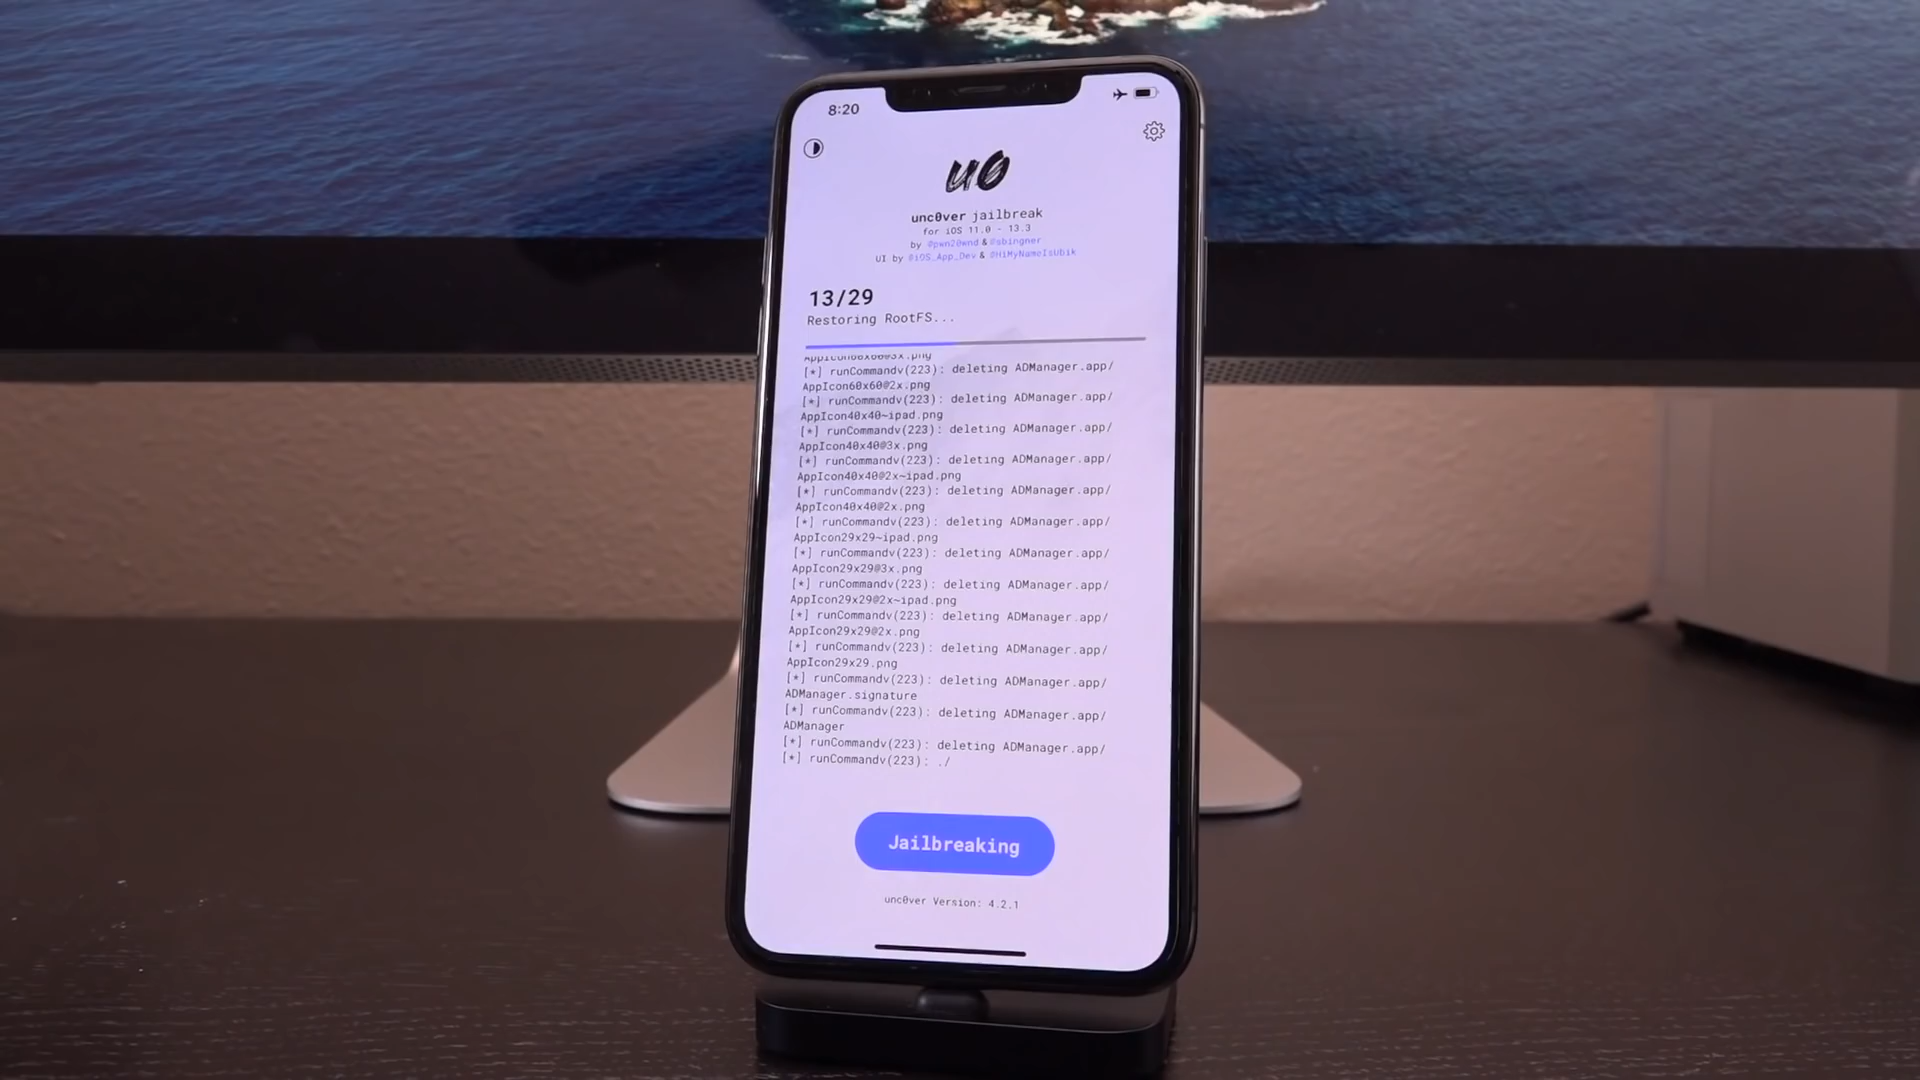 8:20
u0
unc0ver jailbreak
for iOS 11.0 - 13.3
by @pwn20wnd & @sbingner
UI by @iOS_App_Dev & @HiMyNameIsUbik
13/29
Restoring RootFS...
AppIcon60x60@3x.png
[*] runCommandv(223): deleting ADManager.app/
AppIcon60x60@2x.png
[*] runCommandv(223): deleting ADManager.app/
AppIcon40x40~ipad.png
[*] runCommandv(223): deleting ADManager.app/
AppIcon40x40@3x.png
[*] runCommandv(223): deleting ADManager.app/
AppIcon40x40@2x~ipad.png
[*] runCommandv(223): deleting ADManager.app/
AppIcon40x40@2x.png
[*] runCommandv(223): deleting ADManager.app/
AppIcon29x29~ipad.png
[*] runCommandv(223): deleting ADManager.app/
AppIcon29x29@3x.png
[*] runCommandv(223): deleting ADManager.app/
AppIcon29x29@2x~ipad.png
[*] runCommandv(223): deleting ADManager.app/
AppIcon29x29@2x.png
[*] runCommandv(223): deleting ADManager.app/
AppIcon29x29.png
[*] runCommandv(223): deleting ADManager.app/
ADManager.signature
[*] runCommandv(223): deleting ADManager.app/
ADManager
[*] runCommandv(223): deleting ADManager.app/
[*] runCommandv(223): ./
Jailbreaking
unc0ver Version: 4.2.1